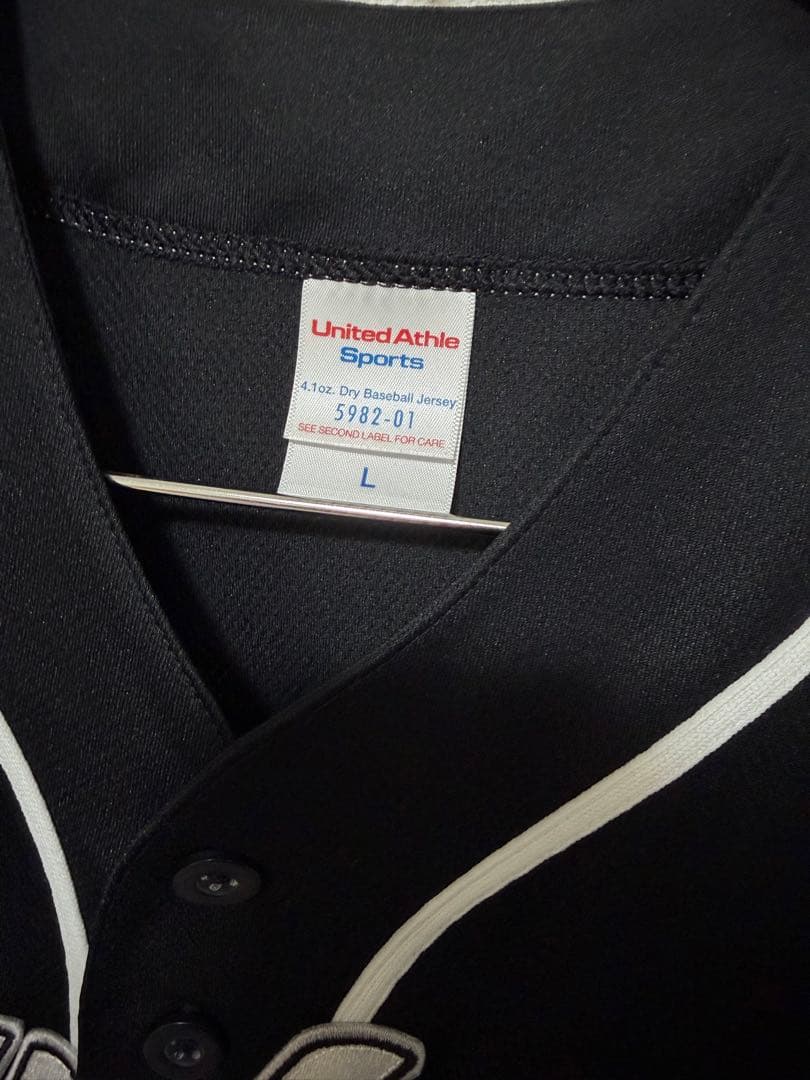 United Athle
Sports
4.1oz. Dry Baseball Jersey
5982-01
SEE SECOND LABEL FOR CARE
L